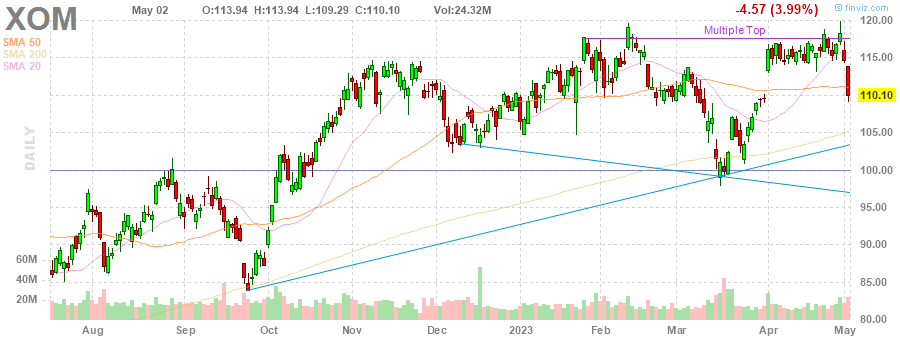 XOM May 02 O:113.94 H:113.94 L:109.29 C:110.10 Vol:24.32M -4.57 (3.99%) © finviz.com
SMA 50
SMA 200
SMA 20
DAILY
Multiple Top
120.00
115.00
110.10
105.00
100.00
95.00
90.00
85.00
80.00
60M
40M
20M
Aug Sep Oct Nov Dec 2023 Feb Mar Apr May